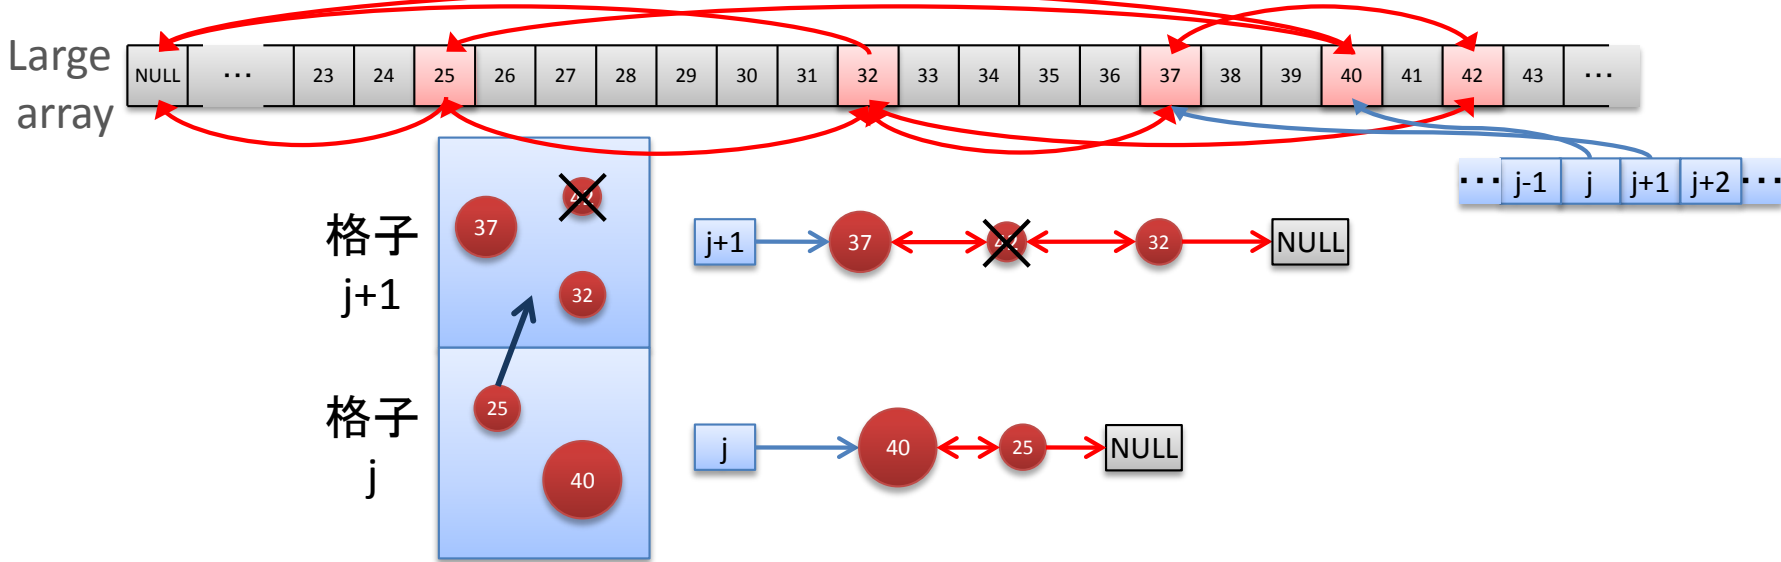 Large
array
NULL ··· 23 24 25 26 27 28 29 30 31 32 33 34 35 36 37 38 39 40 41 42 43 ···
··· j-1 j j+1 j+2 ···
格子
j+1
37
42
32
j+1 37 42 32 NULL
格子
j
25
40
j 40 25 NULL